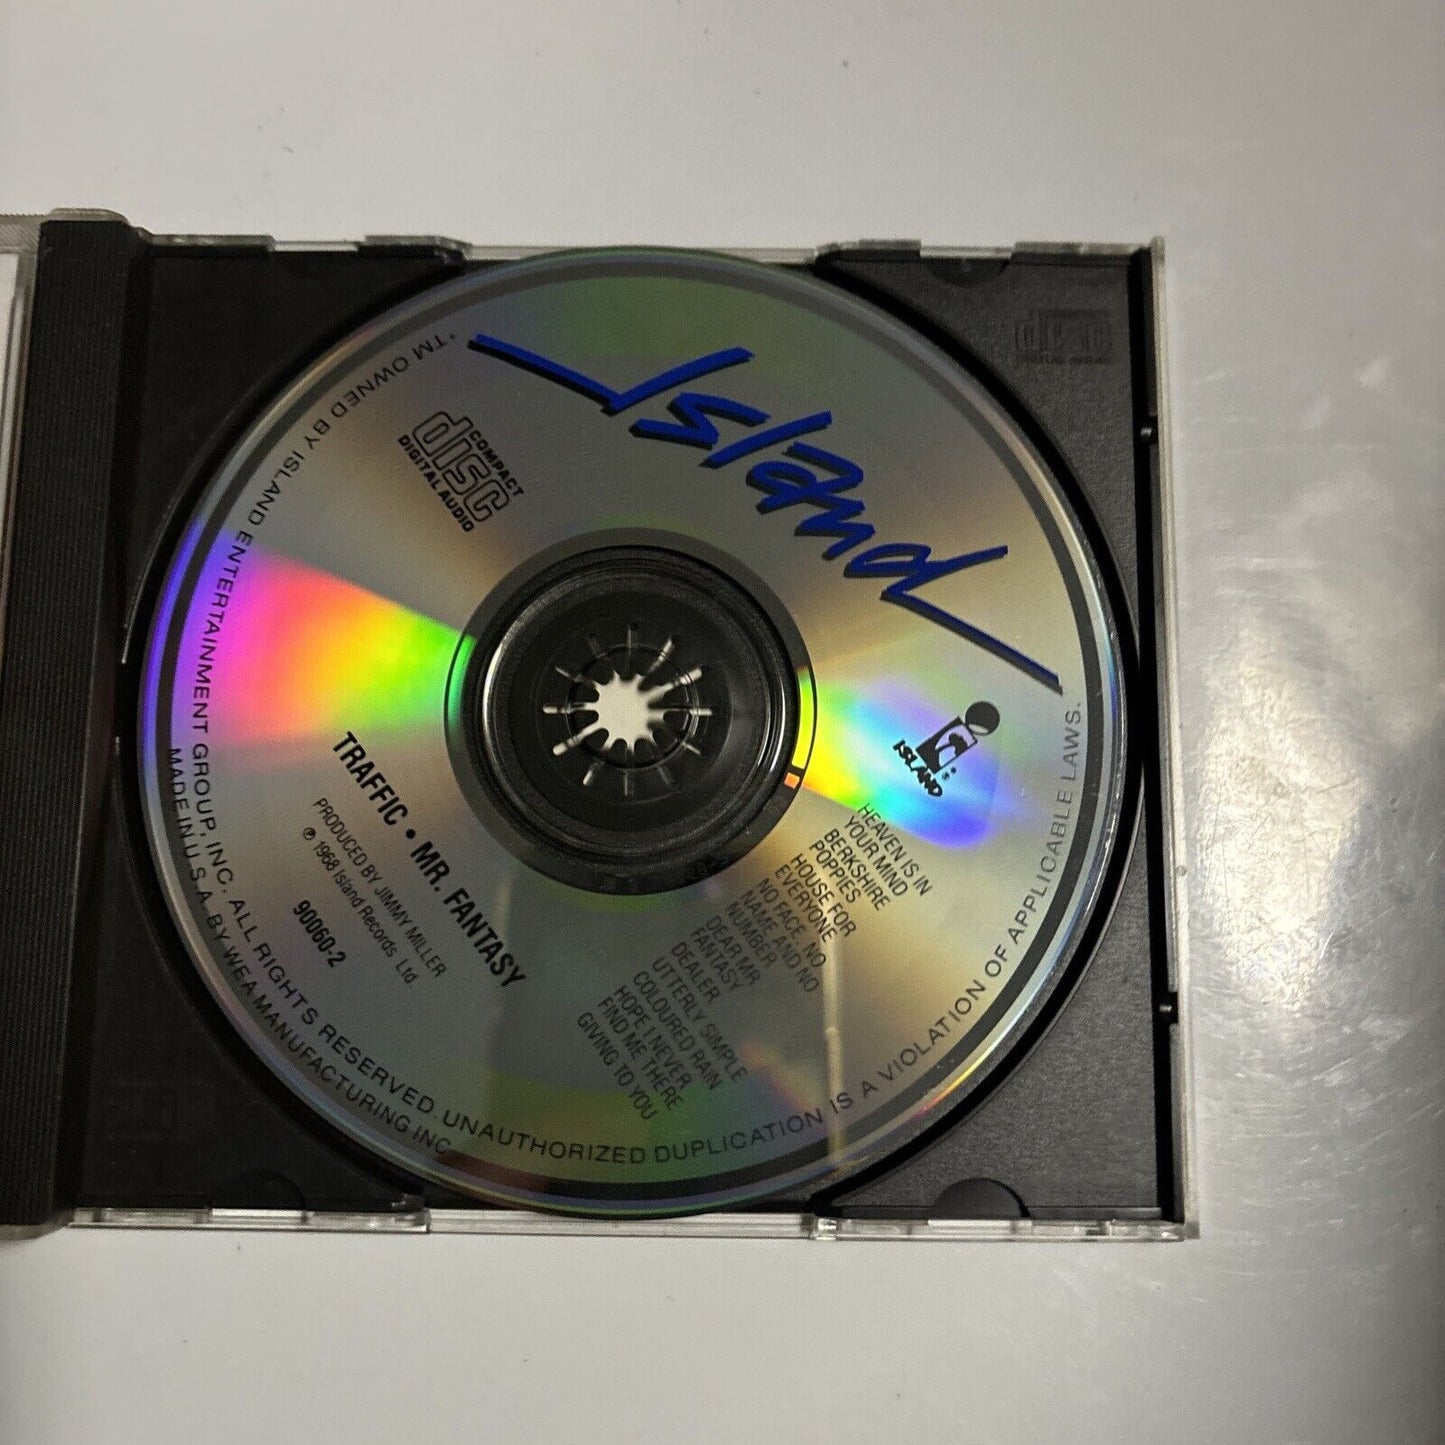 Island
COMPACT
disc
DIGITAL AUDIO
ISLAND
®
HEAVEN IS IN
YOUR MIND
BERKSHIRE
POPPIES
HOUSE FOR
EVERYONE
NO FACE, NO
NAME AND NO
NUMBER
DEAR MR.
FANTASY
DEALER
UTTERLY SIMPLE
COLOURED RAIN
HOPE I NEVER
FIND ME THERE
GIVING TO YOU
TRAFFIC • MR. FANTASY
PRODUCED BY JIMMY MILLER
℗ 1968 Island Records, Ltd.
90060-2
*TM OWNED BY ISLAND ENTERTAINMENT GROUP, INC. ALL RIGHTS RESERVED. UNAUTHORIZED DUPLICATION IS A VIOLATION OF APPLICABLE LAWS.
MADE IN U.S.A. BY WEA MANUFACTURING INC.